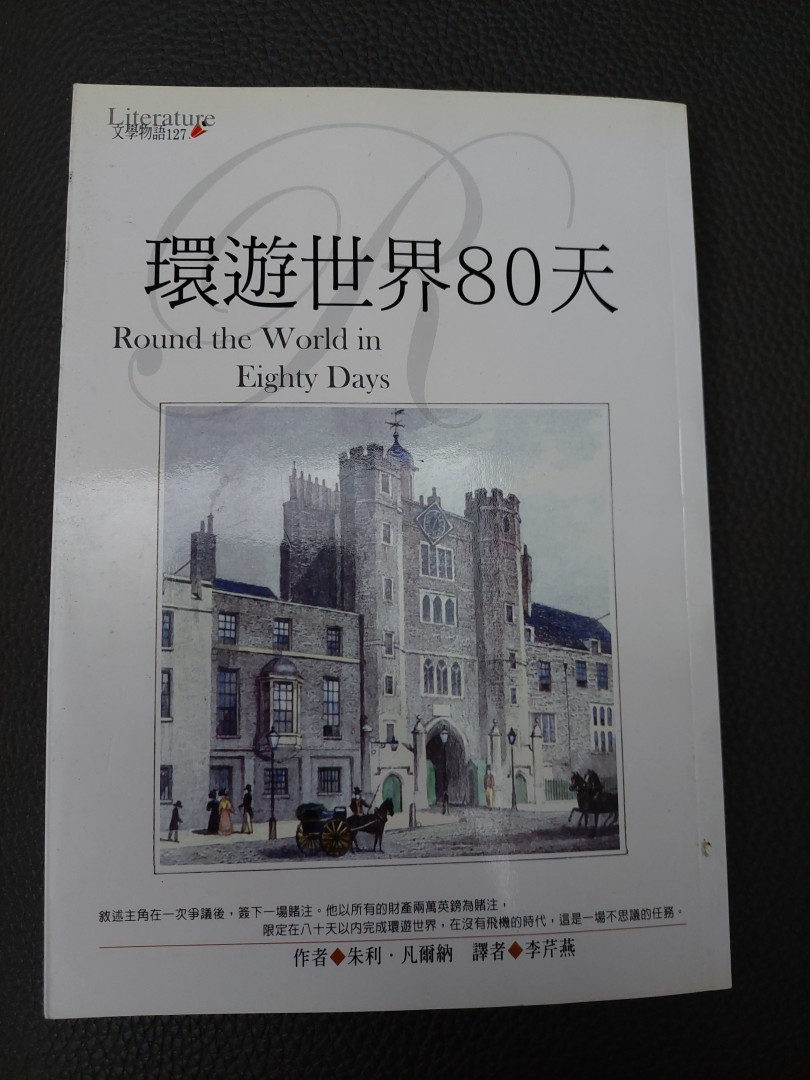 Literature
文學物語127
環遊世界80天
Round the World in
Eighty Days
敘述主角在一次爭議後，簽下一場賭注。他以所有的財產兩萬英鎊為賭注，
限定在八十天以內完成環遊世界，在沒有飛機的時代，這是一場不思議的任務。
作者◆朱利·凡爾納 譯者◆李芹燕